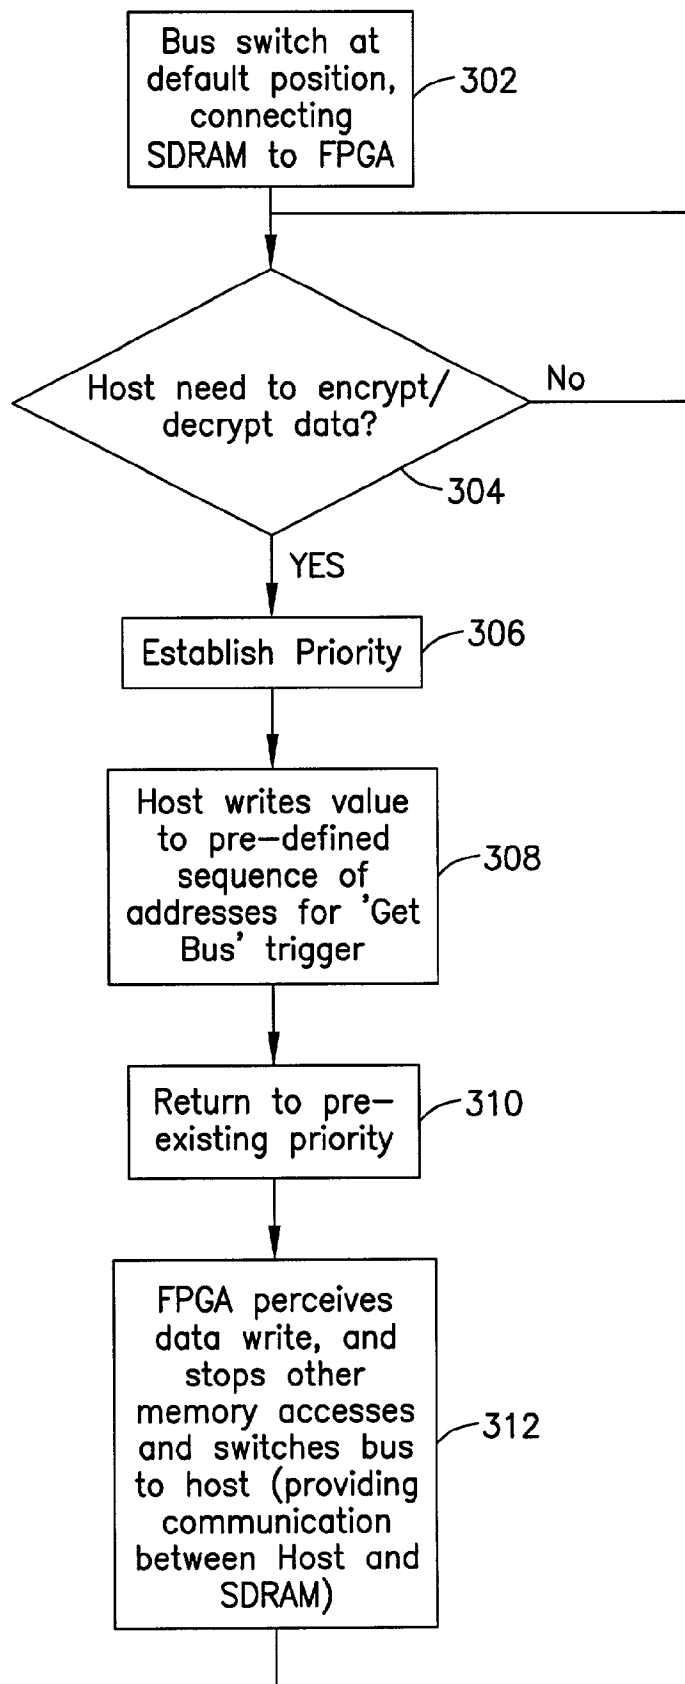 Bus switch at
default position,
connecting
SDRAM to FPGA
302
Host need to encrypt/
decrypt data?
No
304
YES
Establish Priority
306
Host writes value
to pre-defined
sequence of
addresses for 'Get
Bus' trigger
308
Return to pre-
existing priority
310
FPGA perceives
data write, and
stops other
memory accesses
and switches bus
to host (providing
communication
between Host and
SDRAM)
312